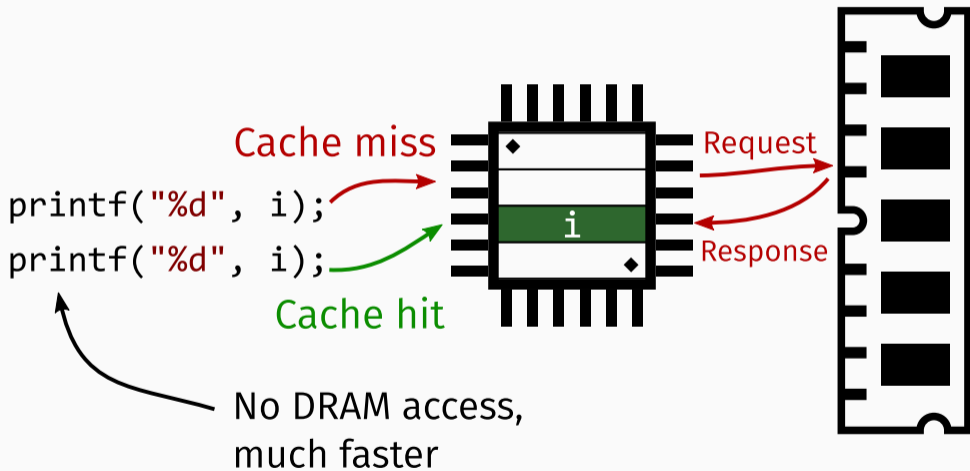 Cache miss
Request
printf("%d", i);
i
printf("%d", i);
Response
Cache hit
No DRAM access,
much faster